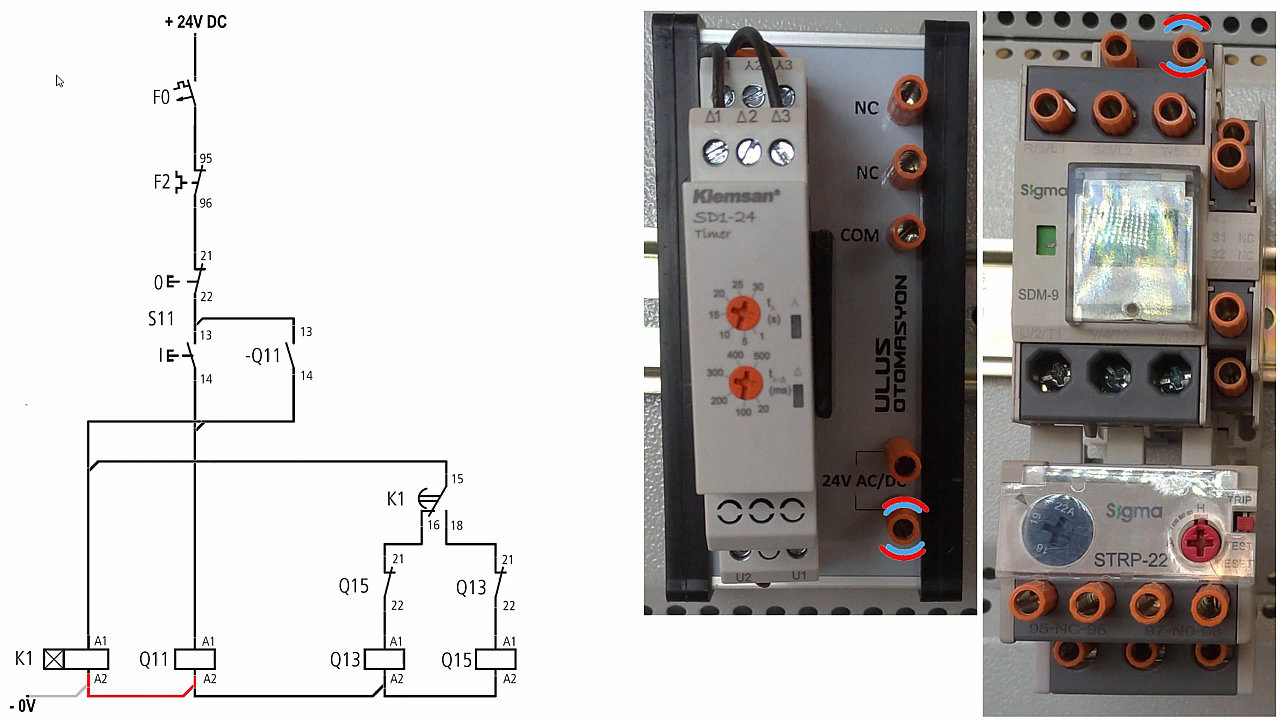 + 24V DC
F0
95
F2
96
21
0
22
S11
13
13
I
-Q11
14
14
15
K1
16
18
21
21
Q15
Q13
22
22
A1
A1
A1
A1
K1
Q11
Q13
Q15
A2
A2
A2
A2
- 0V
Δ1 Δ2 Δ3
Klemsan®
SD1-24
Timer
25
20
30
15
(s)
10
5
1
400
500
300
(ms)
200
100
20
U2
U1
NC
NC
COM
ULUS
OTOMASYON
24V AC/DC
Sigma
31 NC
32 NC
SDM-9
Sigma
22A
19
16
H
TRIP
TEST
STRP-22
95-NC-96
97-NO-98